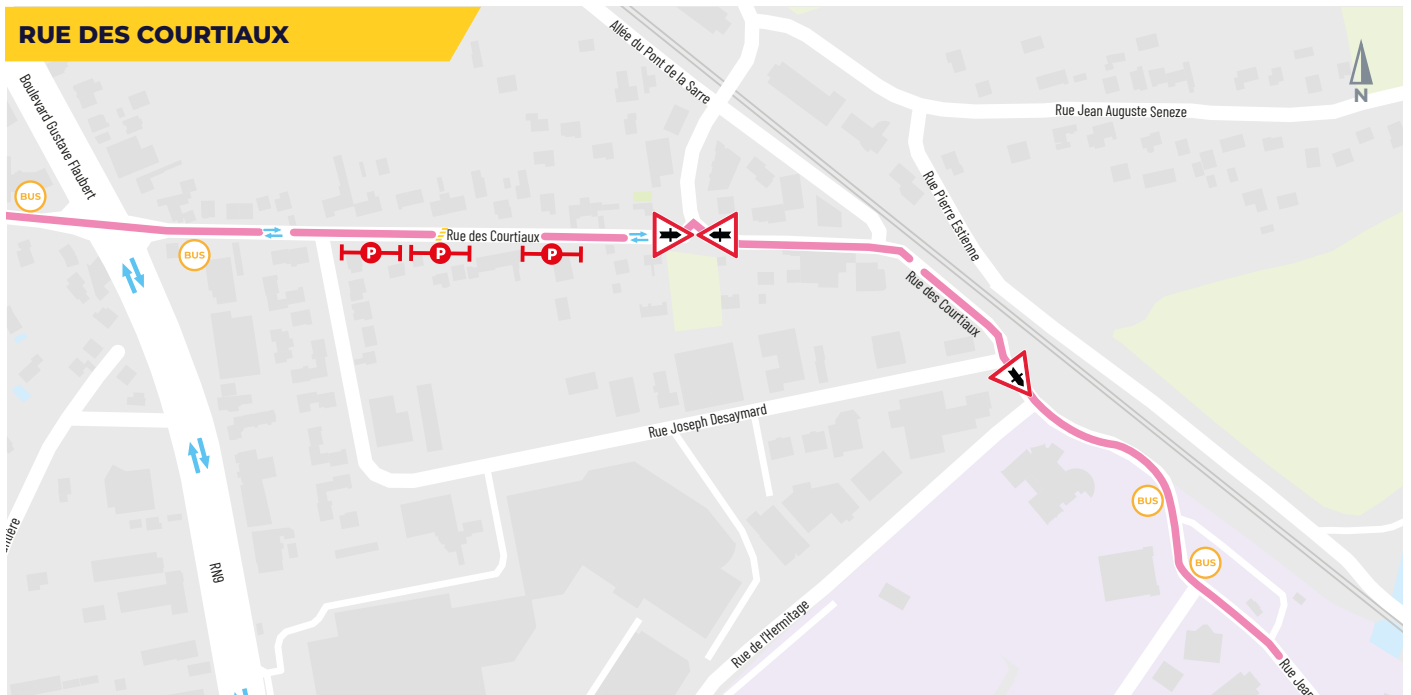 RUE DES COURTIAUX
Allée du Pont de la Sarre
Boulevard Gustave Flaubert
N
Rue Jean Auguste Seneze
Rue Pierre Estienne
BUS
BUS
Rue des Courtiaux
P
P
P
Rue des Courtiaux
Rue Joseph Desaymard
BUS
BUS
RN9
Rue de l'Hermitage
Rue Jean